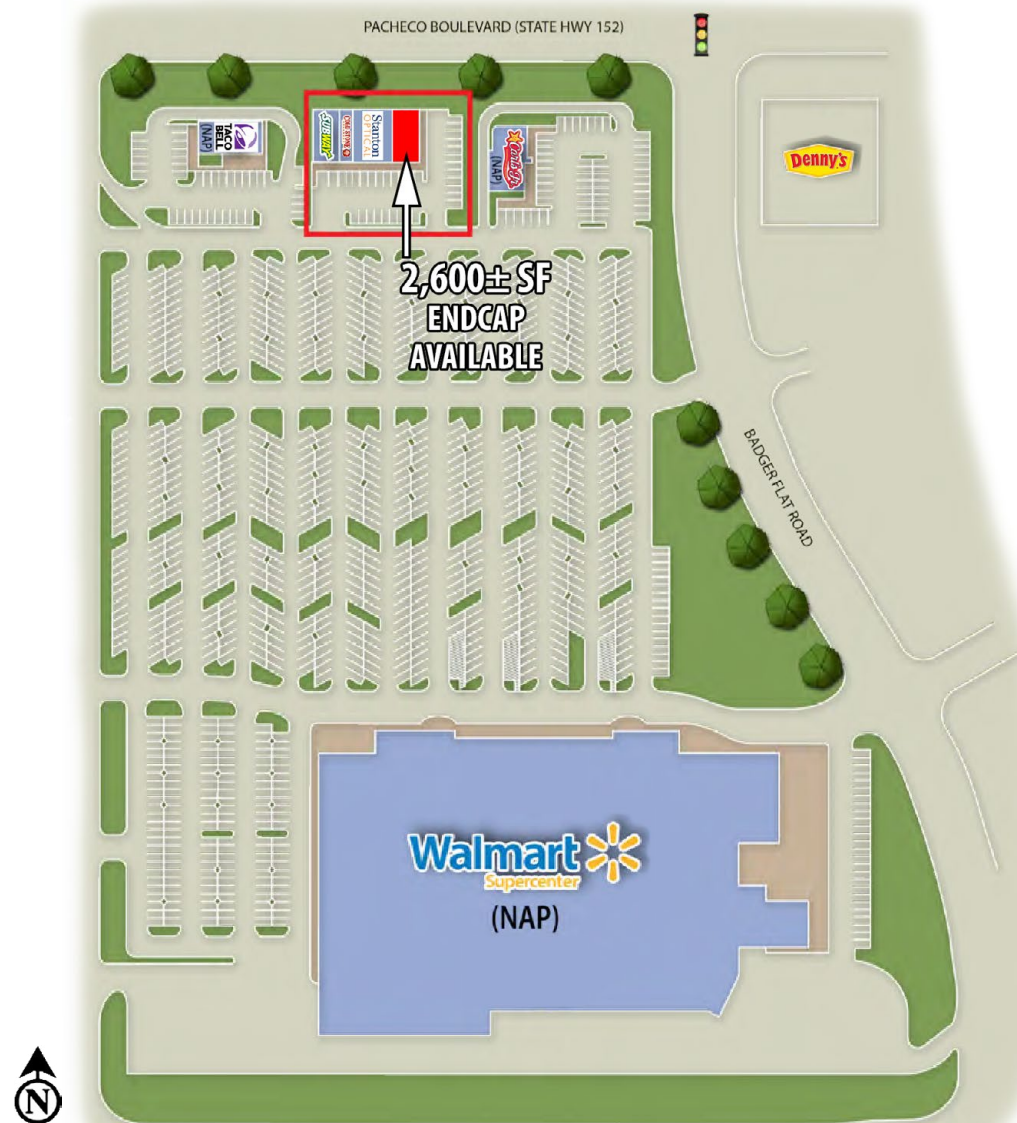 PACHECO BOULEVARD (STATE HWY 152)
TACO
BELL
(NAP)
SUBWAY
ONE STOP
Stanton
OPTICAL
Carl's Jr.
(NAP)
Denny's
2,600± SF
ENDCAP
AVAILABLE
BADGER FLAT ROAD
Walmart
Supercenter
(NAP)
N